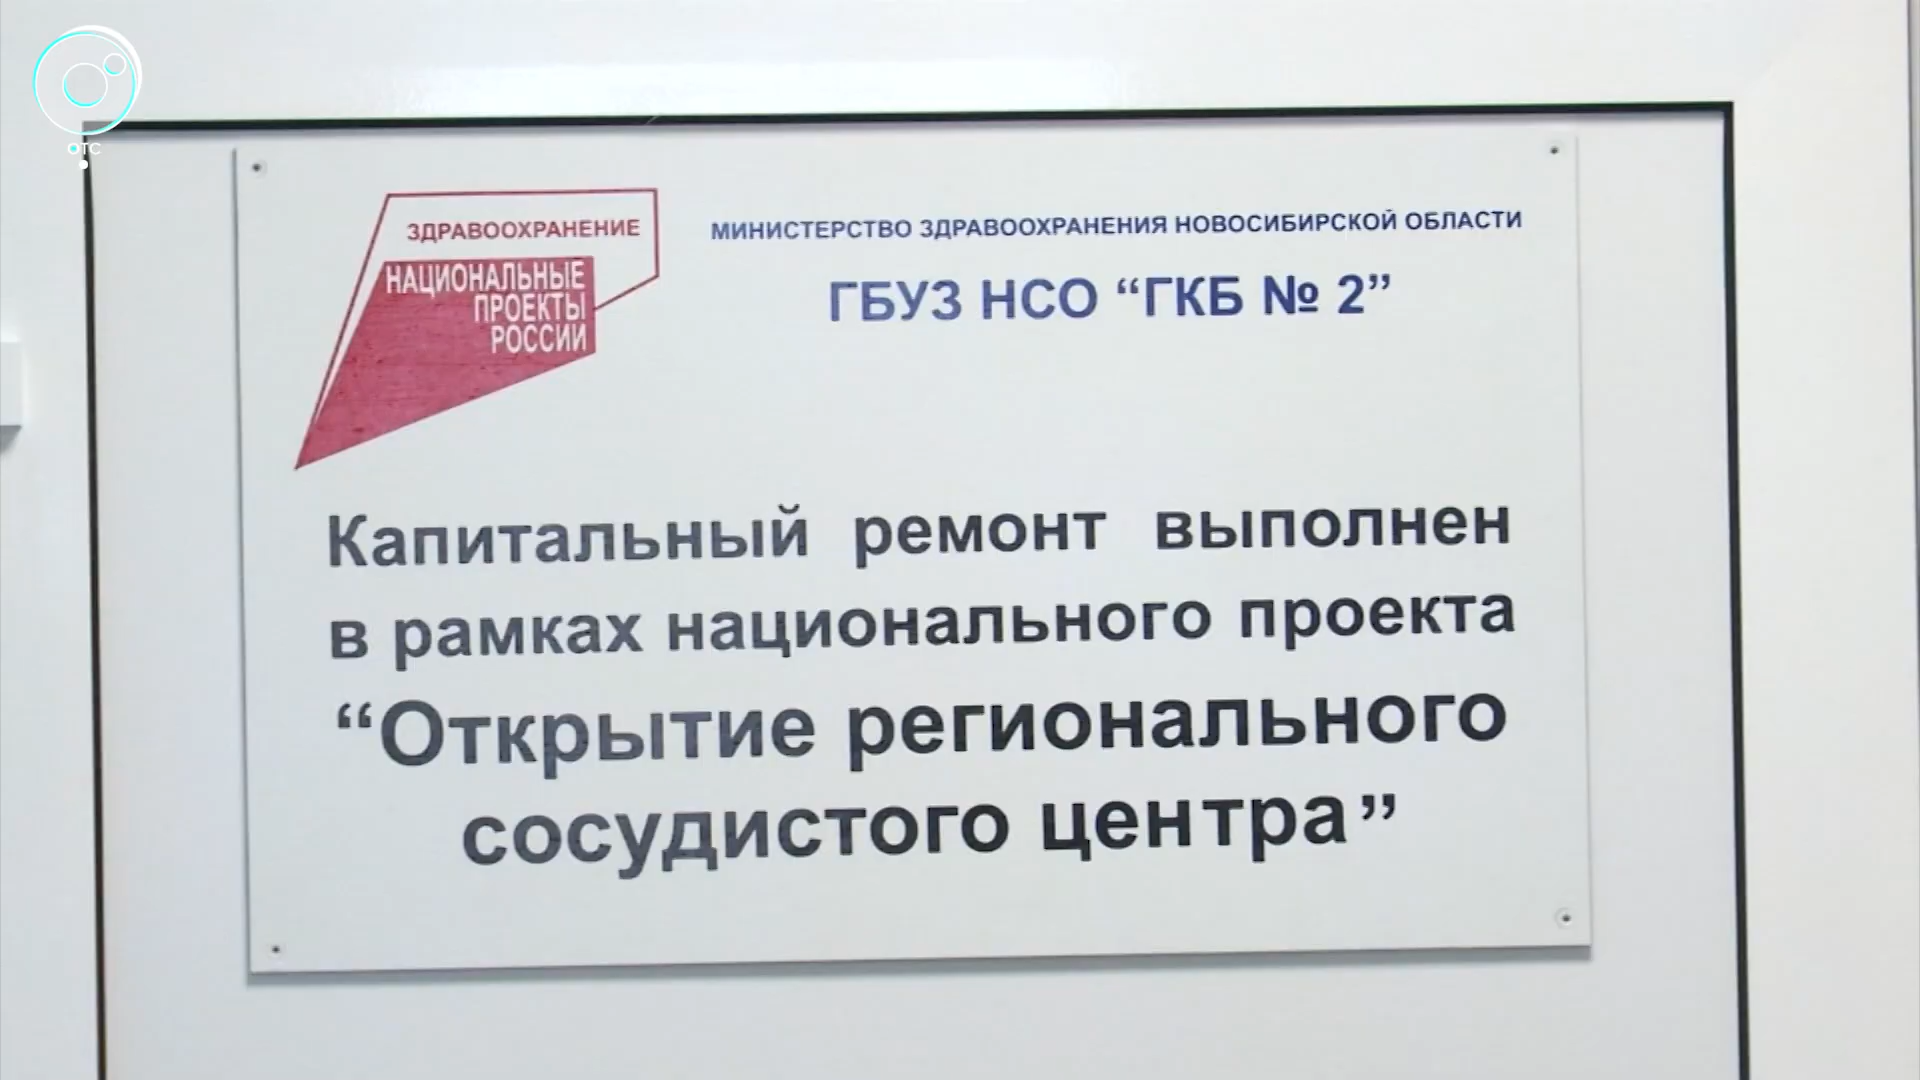 ОТС
ЗДРАВООХРАНЕНИЕ
НАЦИОНАЛЬНЫЕ
ПРОЕКТЫ
РОССИИ
МИНИСТЕРСТВО ЗДРАВООХРАНЕНИЯ НОВОСИБИРСКОЙ ОБЛАСТИ
ГБУЗ НСО “ГКБ № 2”
Капитальный ремонт выполнен
в рамках национального проекта
“Открытие регионального
сосудистого центра”